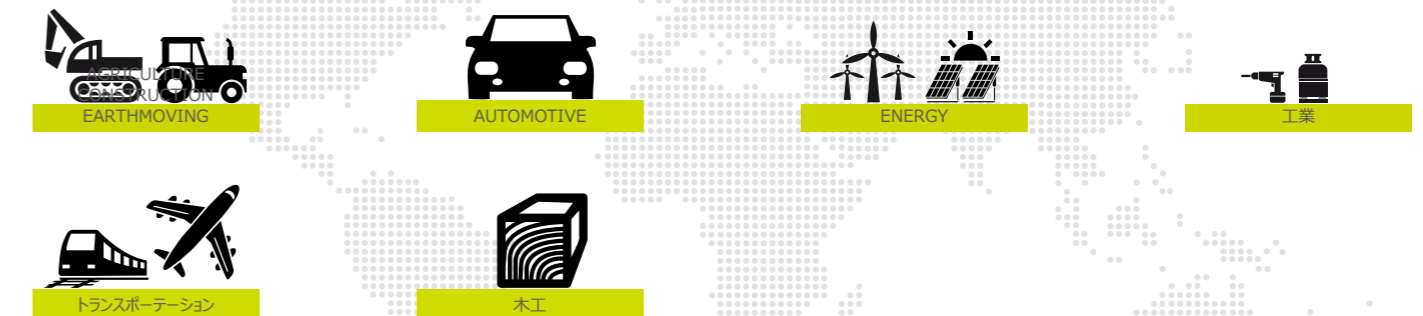 AGRICULTURE
CONSTRUCTION
EARTHMOVING
AUTOMOTIVE
ENERGY
工業
トランスポーテーション
木工